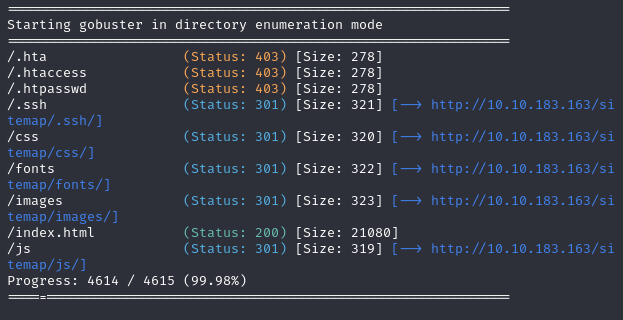 ===============================================================
Starting gobuster in directory enumeration mode
===============================================================
/.hta                 (Status: 403) [Size: 278]
/.htaccess            (Status: 403) [Size: 278]
/.htpasswd            (Status: 403) [Size: 278]
/.ssh                 (Status: 301) [Size: 321] [--> http://10.10.183.163/si
temap/.ssh/]
/css                  (Status: 301) [Size: 320] [--> http://10.10.183.163/si
temap/css/]
/fonts                (Status: 301) [Size: 322] [--> http://10.10.183.163/si
temap/fonts/]
/images               (Status: 301) [Size: 323] [--> http://10.10.183.163/si
temap/images/]
/index.html           (Status: 200) [Size: 21080]
/js                   (Status: 301) [Size: 319] [--> http://10.10.183.163/si
temap/js/]
Progress: 4614 / 4615 (99.98%)
===============================================================